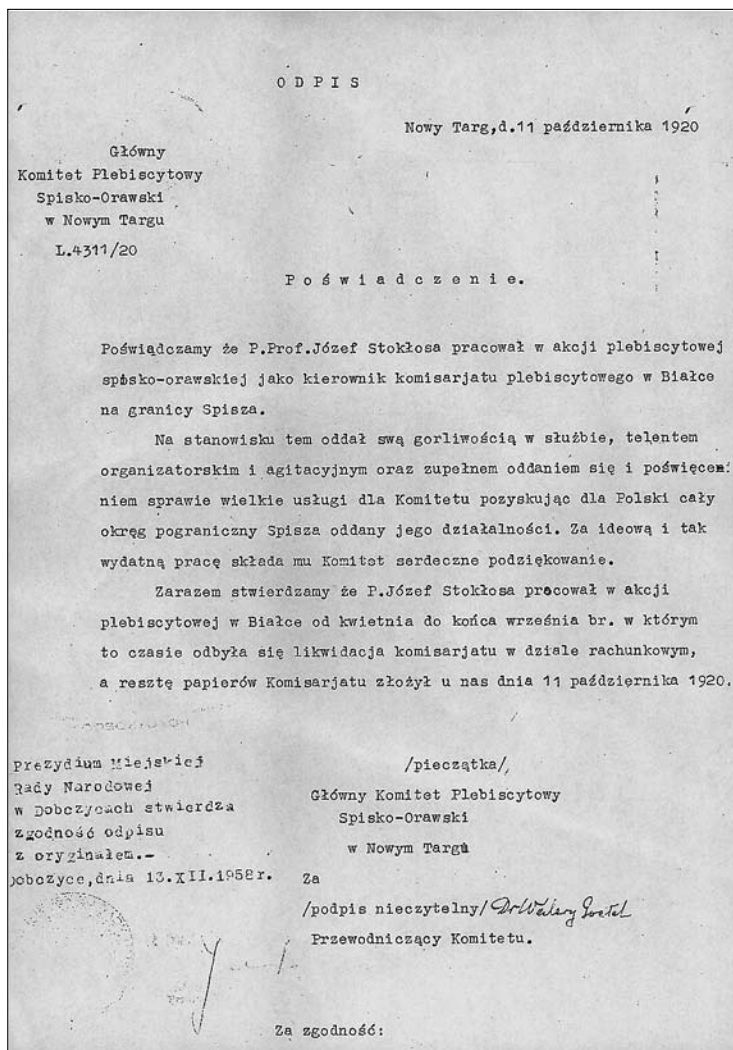 O D P I S
Nowy Targ,d.11 października 1920
Główny
Komitet Plebiscytowy
Spisko-Orawski
w Nowym Targu
L.4311/20
P o ś w i a d c z e n i e.
Poświądczamy że P.Prof.Józef Stokłosa pracował w akcji plebiscytowej
spisko-orawskiej jako kierownik komisarjatu plebiscytowego w Białce
na granicy Spisza.
Na stanowisku tem oddał swą gorliwością w służbie, telentem
organizatorskim i agitacyjnym oraz zupełnem oddaniem się i poświęcem:
niem sprawie wielkie usługi dla Komitetu pozyskując dla Polski cały
okręg pograniczny Spisza oddany jego działalności. Za ideową i tak
wydatną pracę składa mu Komitet serdeczne podziękowanie.
Zarazem stwierdzamy że P.Józef Stokłosa pracował w akcji
plebiscytowej w Białce od kwietnia do końca września br. w którym
to czasie odbyła się likwidacja komisarjatu w dziale rachunkowym,
a resztę papierów Komisarjatu złożył u nas dnia 11 października 1920.
Prezydium Miejskiej
Rady Narodowej
w Dobczycach stwierdza
zgodność odpisu
z oryginałem.-
Dobczyce,dnia 13.XII.1958r.
/pieczątka/,
Główny Komitet Plebiscytowy
Spisko-Orawski
w Nowym Targu
Za
/podpis nieczytelny/ Dr Walery Goetel
Przewodniczący Komitetu.
Za zgodność: